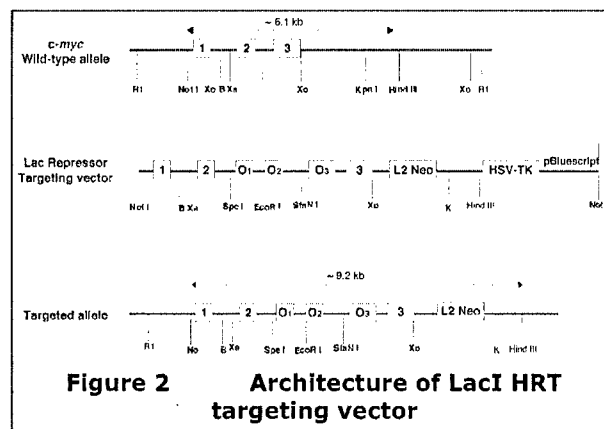 ~ 6.1 kb
c-myc
Wild-type allele
1 2 3
R1 Not I Xo B Xa Xo Kpn I Hind III Xo R1
pBluescript
Lac Repressor
Targeting vector
1 2 O1 O2 O3 3 L2 Neo HSV-TK
Not I B Xa Spe I EcoR I SfaN I Xo K Hind III Not
~ 9.2 kb
Targeted allele
1 2 O1 O2 O3 3 L2 Neo
R1 No B Xa Spe I EcoR I SfaN I Xo K Hind III
Figure 2 Architecture of LacI HRT
targeting vector